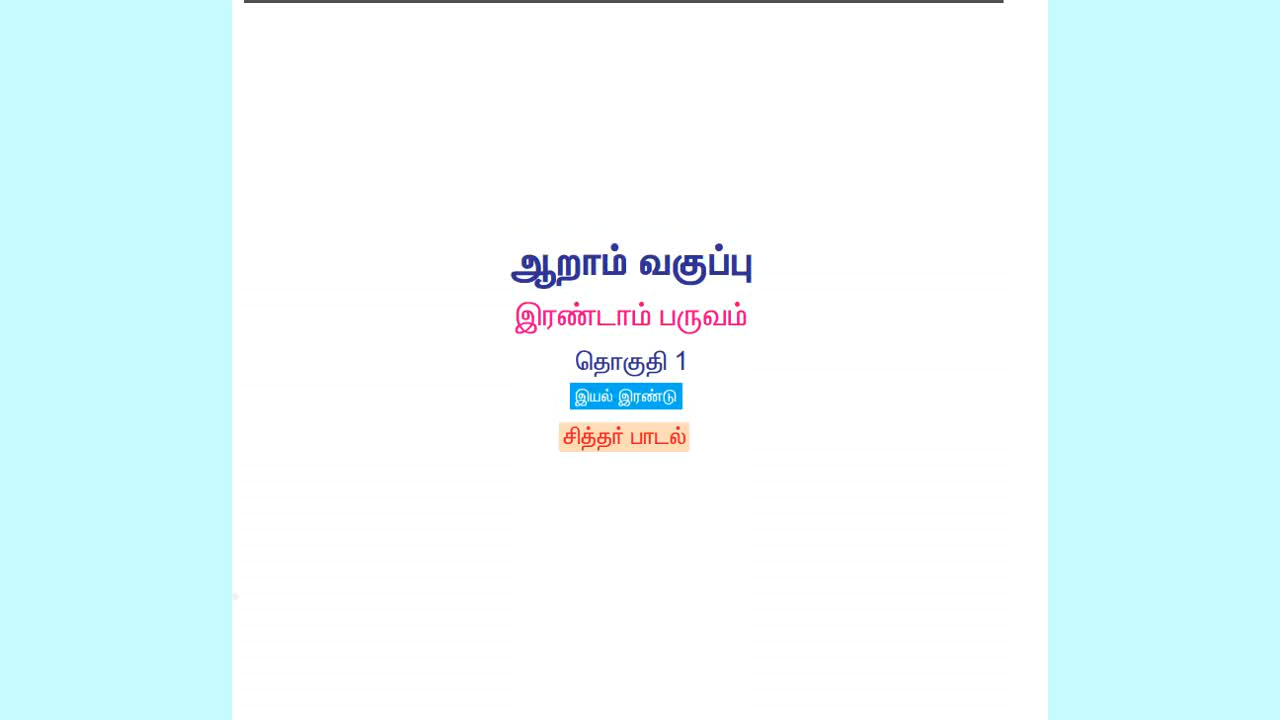 ஆறாம் வகுப்பு
இரண்டாம் பருவம்
தொகுதி 1
இயல் இரண்டு
சித்தர் பாடல்